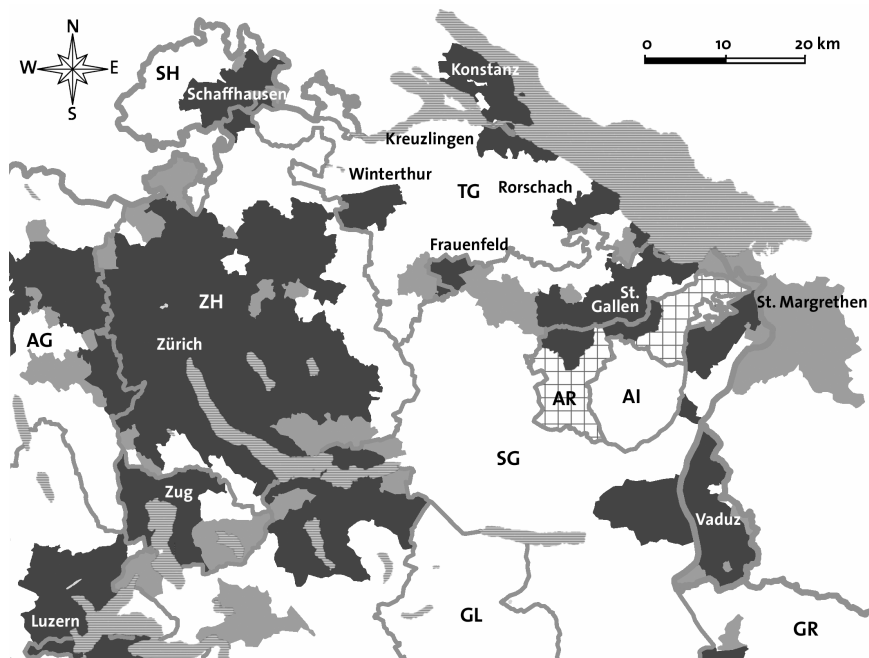 N
W E
S
0 10 20 km
SH
Schaffhausen
Konstanz
Kreuzlingen
Winterthur
TG
Rorschach
Frauenfeld
ZH
St.
Gallen
St. Margrethen
AG
Zürich
AR
AI
SG
Zug
Vaduz
Luzern
GL
GR